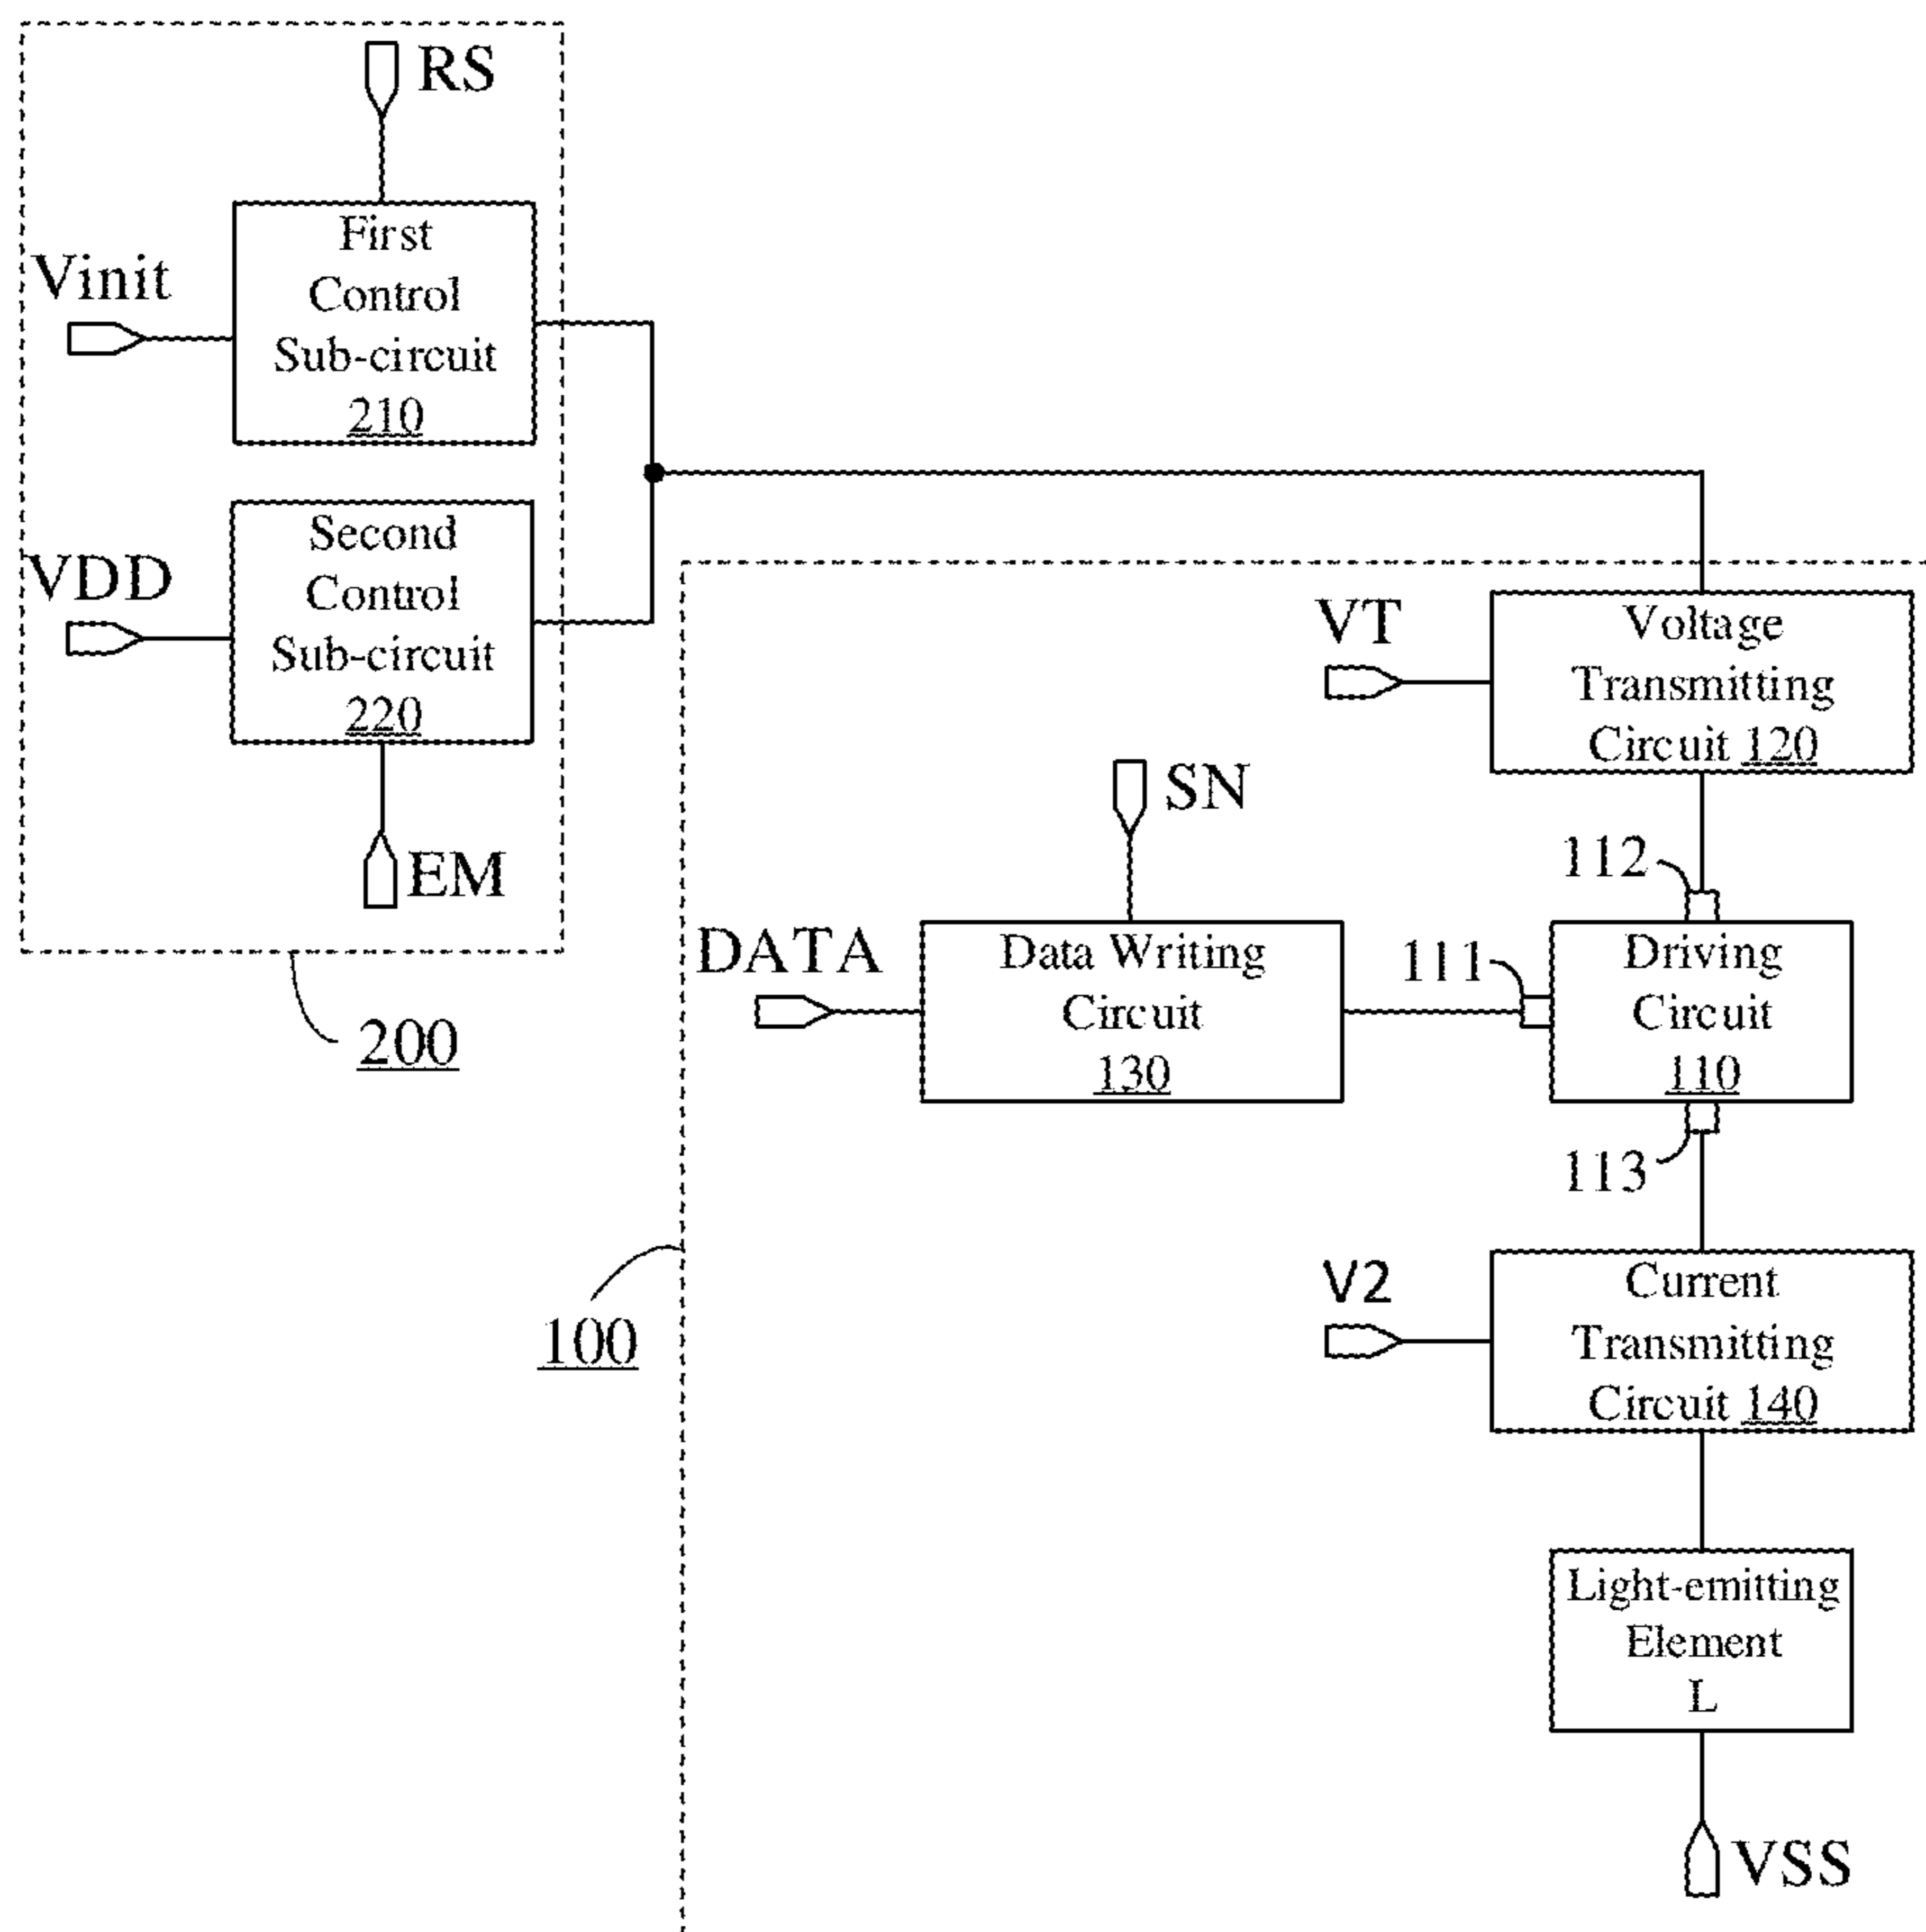 RS
Vinit
First
Control
Sub-circuit
210
VDD
Second
Control
Sub-circuit
220
EM
200
VT
Voltage
Transmitting
Circuit 120
SN
112
DATA
Data Writing
Circuit
130
111
Driving
Circuit
110
113
100
V2
Current
Transmitting
Circuit 140
Light-emitting
Element
L
VSS